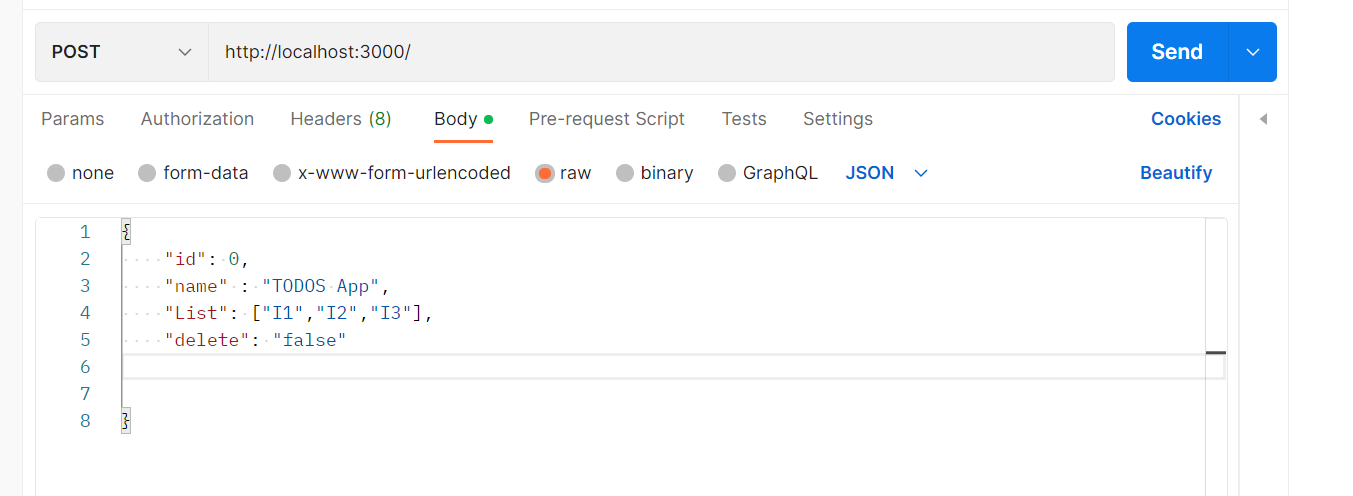 POST http://localhost:3000/ Send
Params Authorization Headers (8) Body Pre-request Script Tests Settings Cookies
none form-data x-www-form-urlencoded raw binary GraphQL JSON Beautify
1 {
2 "id": 0,
3 "name" : "TODOS App",
4 "List": ["I1","I2","I3"],
5 "delete": "false"
6
7
8 }